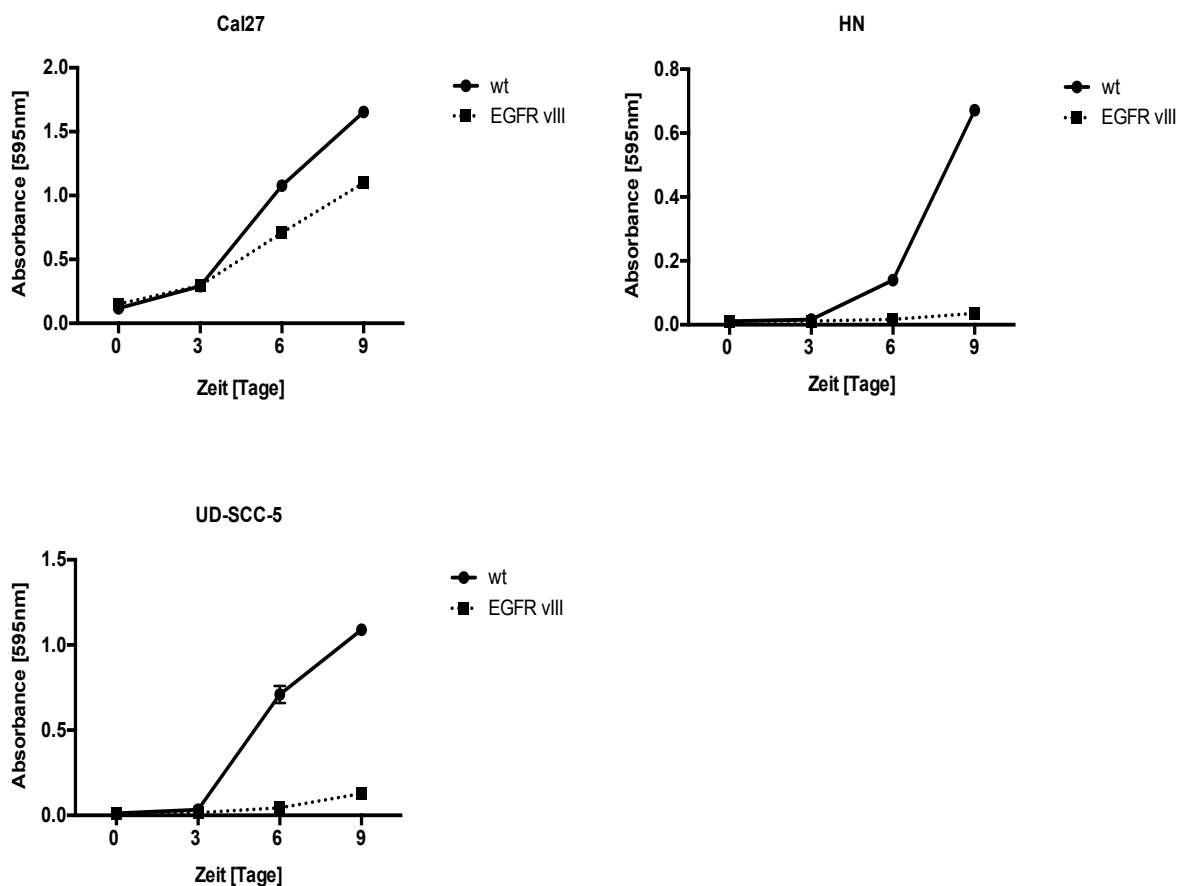 Cal27
2.0
1.5
1.0
0.5
0.0
0 3 6 9
Absorbance [595nm]
Zeit [Tage]
wt
EGFR vIII
HN
0.8
0.6
0.4
0.2
0.0
0 3 6 9
Absorbance [595nm]
Zeit [Tage]
wt
EGFR vIII
UD-SCC-5
1.5
1.0
0.5
0.0
0 3 6 9
Absorbance [595nm]
Zeit [Tage]
wt
EGFR vIII